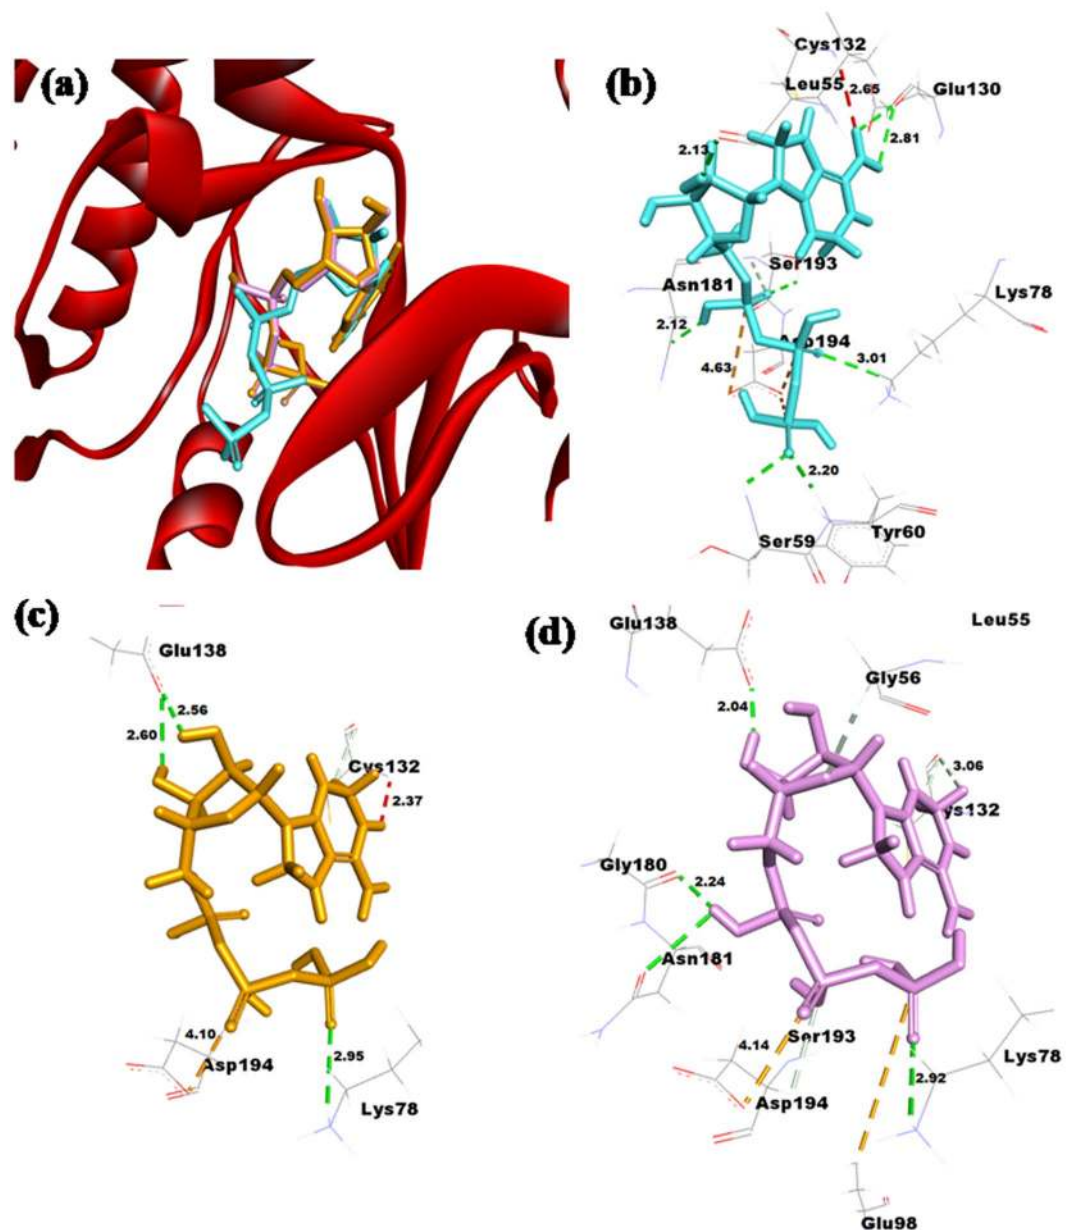 (a)
(b)
Cys132
Leu55
2.65
Glu130
2.81
2.13
Ser193
Asn181
Lys78
2.12
Asp194
3.01
4.63
2.20
Ser59
Tyr60
(c)
Glu138
2.56
2.60
Cys132
2.37
4.10
Asp194
2.95
Lys78
(d)
Glu138
Leu55
Gly56
2.04
3.06
ys132
Gly180
2.24
Asn181
4.14
Ser193
Lys78
2.92
Asp194
Glu98